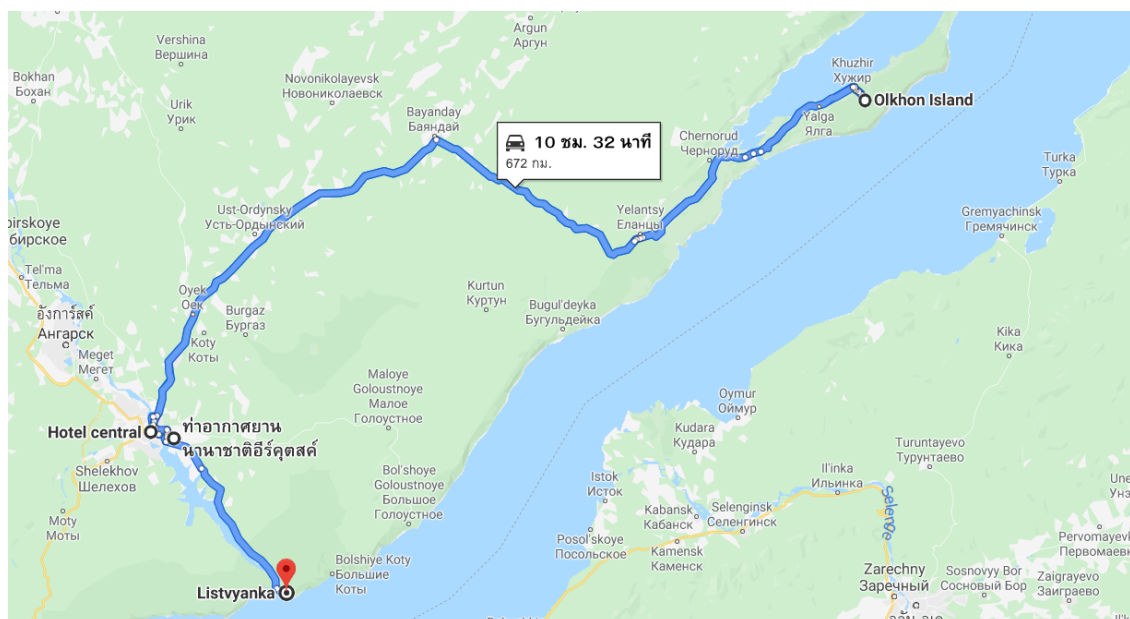 Argun
Аргун
Vershina
Вершина
Bokhan
Бохан
Novonikolayevsk
Новониколаевск
Khuzhir
Хужир
Olkhon Island
Urik
Урик
Bayanday
Баяндай
Yalga
Ялга
10 ชม. 32 นาที
672 กม.
Chernorud
Черноруд
Turka
Турка
Ust-Ordynsky
Усть-Ордынский
Yelantsy
Еланцы
Gremyachinsk
Гремячинск
birskoye
бирское
Tel'ma
Тельма
Oyek
Оек
Kurtun
Куртун
Bugul'deyka
Бугульдейка
Burgaz
Бургаз
อังการ์สค์
Ангарск
Koty
Коты
Kika
Кика
Meget
Мегет
Maloye
Goloustnoye
Малое
Голоустное
Oymur
Оймур
Hotel central
ท่าอากาศยาน
นานาชาติอีร์คุตสค์
Kudara
Кудара
Turuntayevo
Турунтаево
Shelekhov
Шелехов
Bol'shoye
Goloustnoye
Большое
Голоустное
Istok
Исток
Il'inka
Ильинка
Selenge
Moty
Моты
Kabansk
Кабанск
Selenginsk
Селенгинск
Posol'skoye
Посольское
Kamensk
Каменск
Pervomayevk
Первомаевк
Bolshiye Koty
Большие
Коты
Listvyanka
Zarechny
Заречный
Sosnovyy Bor
Сосновый Бор
Zaigrayevo
Заиграево